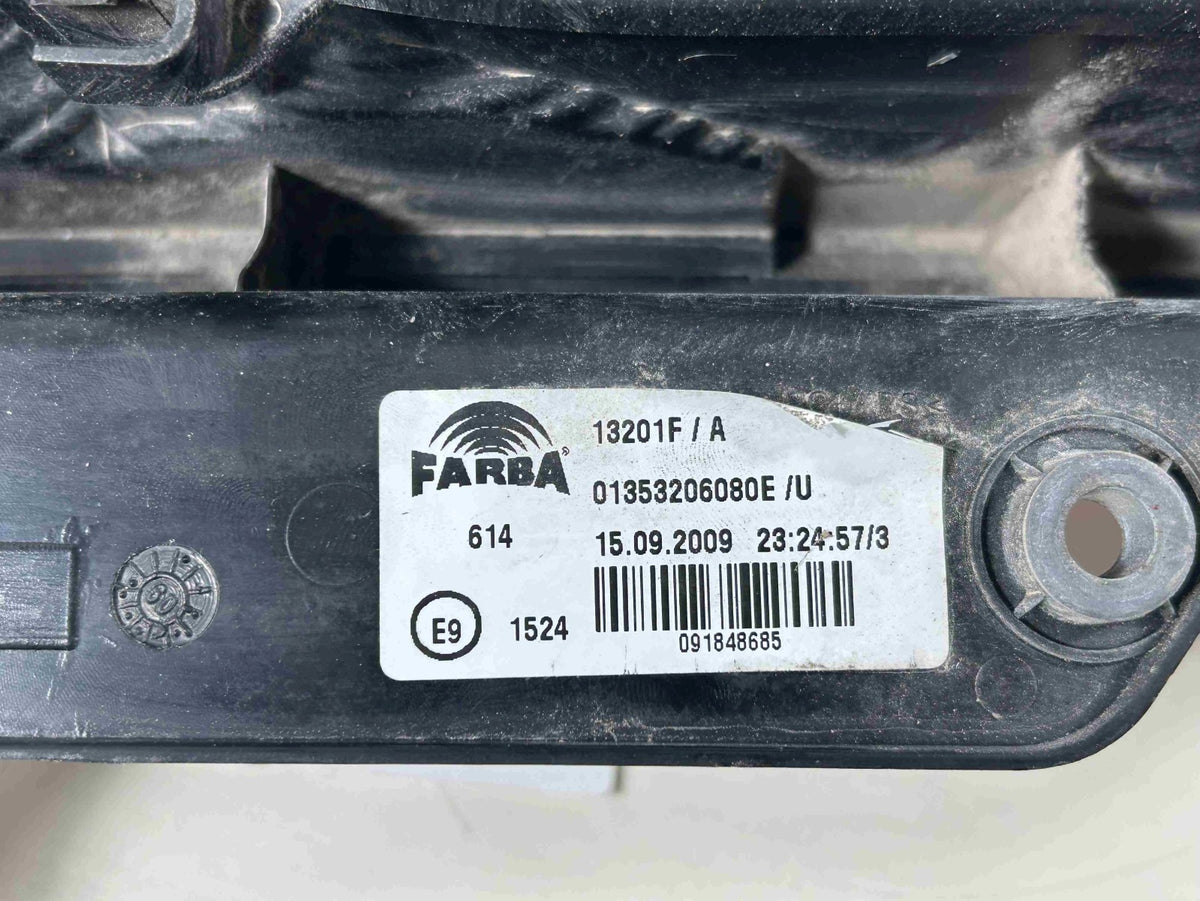 FARBA®
13201F / A
01353206080E /U
614
15.09.2009 23:24:57/3
E9 1524
091848685